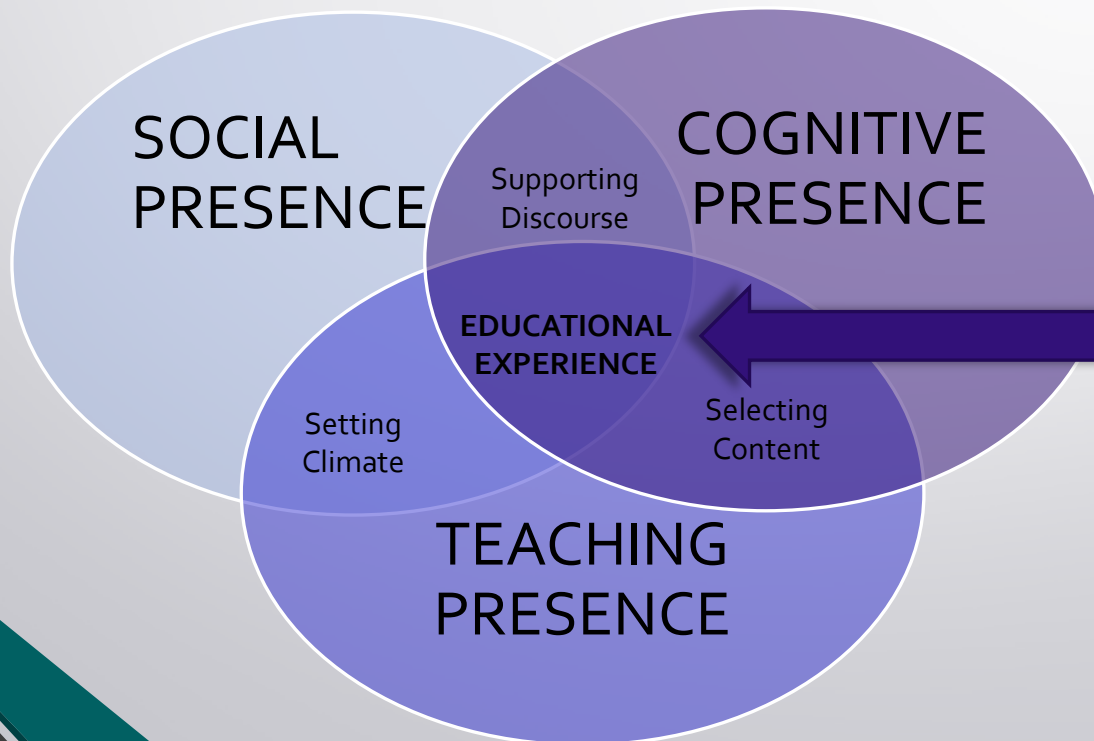 SOCIAL
PRESENCE
COGNITIVE
PRESENCE
Supporting
Discourse
EDUCATIONAL
EXPERIENCE
Setting
Climate
Selecting
Content
TEACHING
PRESENCE